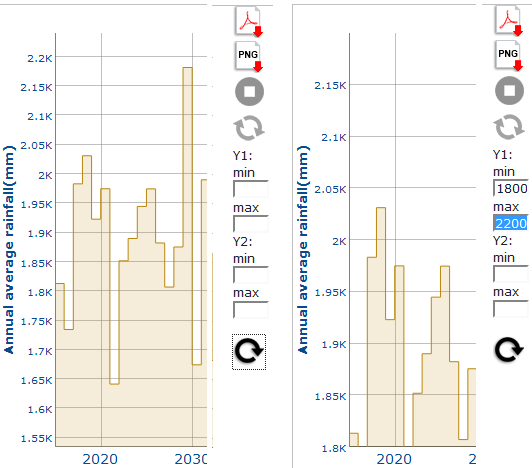 2.2K
2.15K
2.1K
2.05K
2K
1.95K
1.9K
1.85K
1.8K
1.75K
1.7K
1.65K
1.6K
1.55K
Annual average rainfall(mm)
2020
2030
PNG
Y1:
min
max
Y2:
min
max
2.15K
2.1K
2.05K
2K
1.95K
1.9K
1.85K
1.8K
Annual average rainfall(mm)
2020
2
PNG
Y1:
min
1800
max
2200
Y2:
min
max